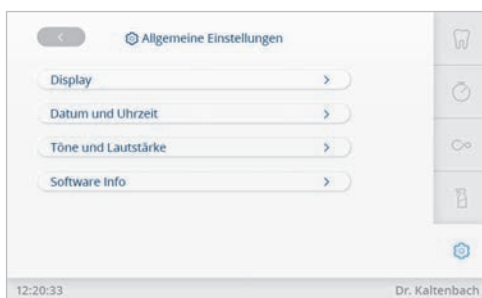 Allgemeine Einstellungen
Display
Datum und Uhrzeit
Töne und Lautstärke
Software Info
12:20:33 Dr. Kaltenbach